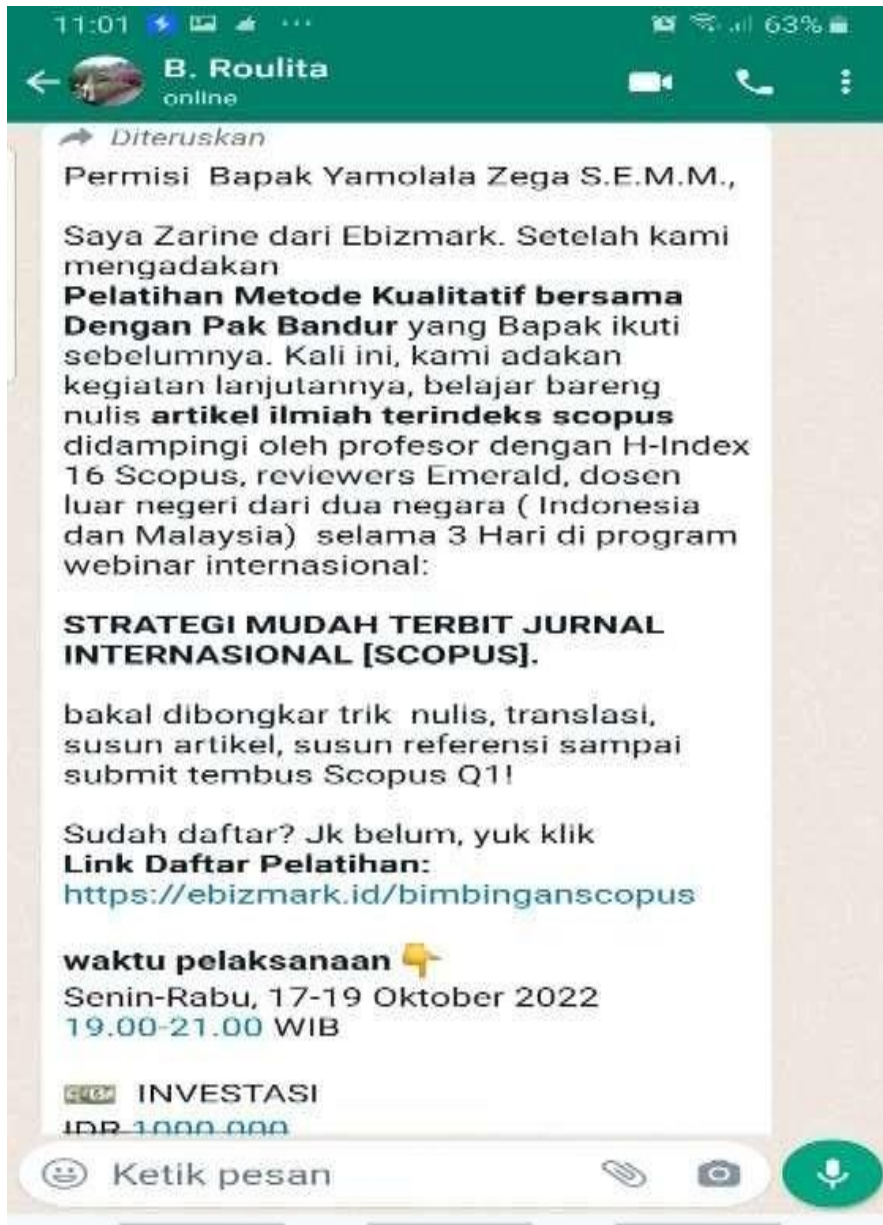 11:01
63%
B. Roulita
online
Diteruskan
Permisi Bapak Yamolala Zega S.E.M.M.,
Saya Zarine dari Ebizmark. Setelah kami
mengadakan
Pelatihan Metode Kualitatif bersama
Dengan Pak Bandur yang Bapak ikuti
sebelumnya. Kali ini, kami adakan
kegiatan lanjutannya, belajar bareng
nulis artikel ilmiah terindeks scopus
didampingi oleh profesor dengan H-Index
16 Scopus, reviewers Emerald, dosen
luar negeri dari dua negara ( Indonesia
dan Malaysia) selama 3 Hari di program
webinar internasional:
STRATEGI MUDAH TERBIT JURNAL
INTERNASIONAL [SCOPUS].
bakal dibongkar trik nulis, translasi,
susun artikel, susun referensi sampai
submit tembus Scopus Q1!
Sudah daftar? Jk belum, yuk klik
Link Daftar Pelatihan:
https://ebizmark.id/bimbinganscopus
waktu pelaksanaan 👇
Senin-Rabu, 17-19 Oktober 2022
19.00-21.00 WIB
💵 INVESTASI
IDR 1000.000
Ketik pesan